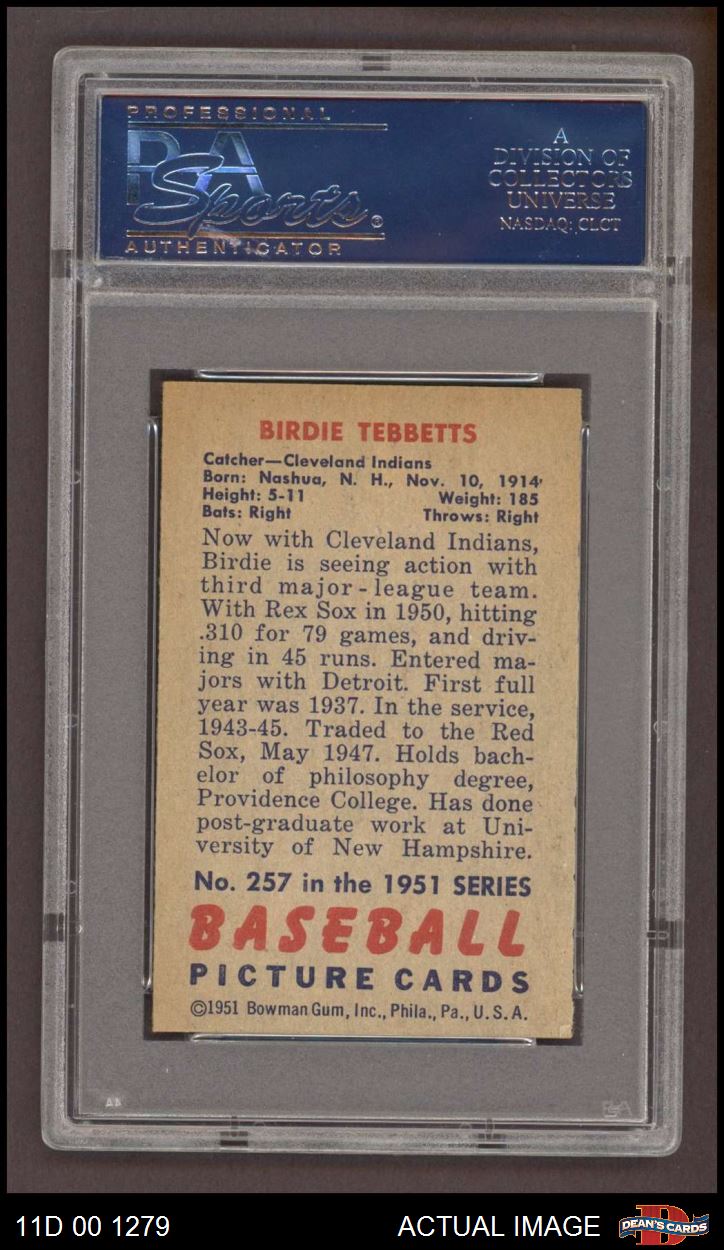 PROFESSIONAL
PSA
Sports®
AUTHENTICATOR
A
DIVISION OF
COLLECTORS
UNIVERSE
NASDAQ: CLCT
BIRDIE TEBBETTS
Catcher—Cleveland Indians
Born: Nashua, N. H., Nov. 10, 1914
Height: 5-11 Weight: 185
Bats: Right Throws: Right
Now with Cleveland Indians,
Birdie is seeing action with
third major-league team.
With Rex Sox in 1950, hitting
.310 for 79 games, and driv-
ing in 45 runs. Entered ma-
jors with Detroit. First full
year was 1937. In the service,
1943-45. Traded to the Red
Sox, May 1947. Holds bach-
elor of philosophy degree,
Providence College. Has done
post-graduate work at Uni-
versity of New Hampshire.
No. 257 in the 1951 SERIES
BASEBALL
PICTURE CARDS
©1951 Bowman Gum, Inc., Phila., Pa., U.S.A.
11D 00 1279
ACTUAL IMAGE
DEAN'S CARDS